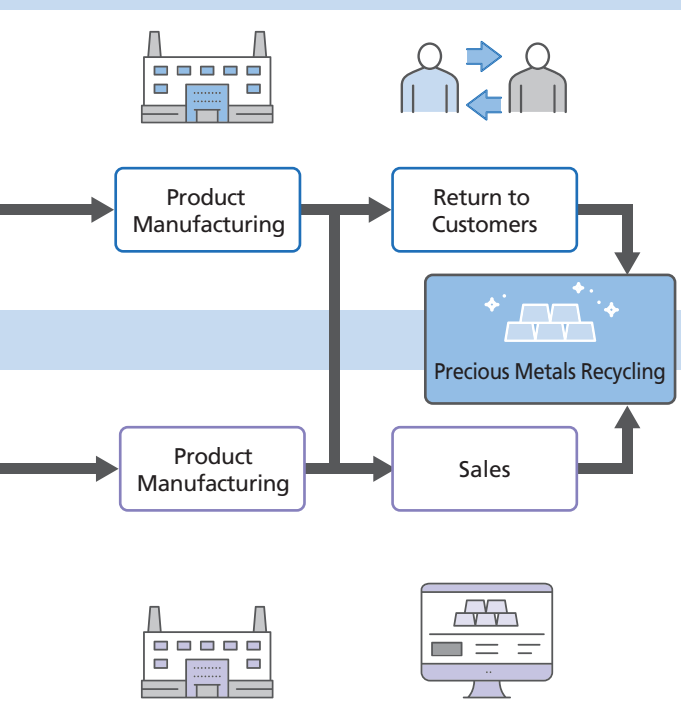 Product
Manufacturing
Return to
Customers
Precious Metals Recycling
Product
Manufacturing
Sales